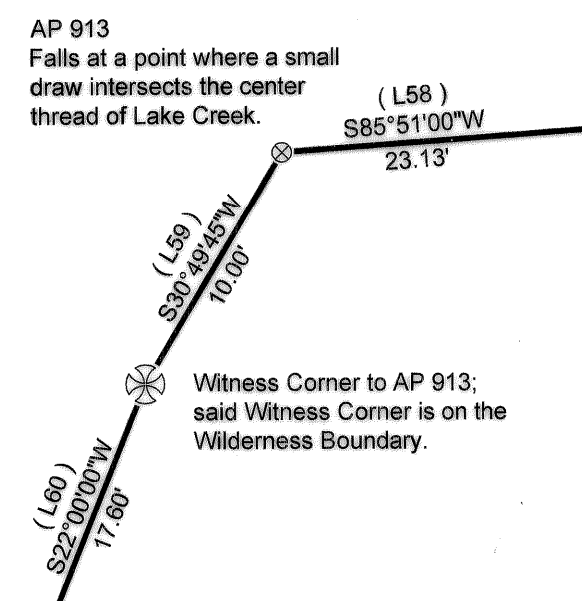 AP 913
Falls at a point where a small
draw intersects the center
thread of Lake Creek.
( L58 )
S85°51'00"W
23.13'
( L59 )
S30°49'45"W
10.00'
Witness Corner to AP 913;
said Witness Corner is on the
Wilderness Boundary.
( L60 )
S22°00'00"W
17.60'